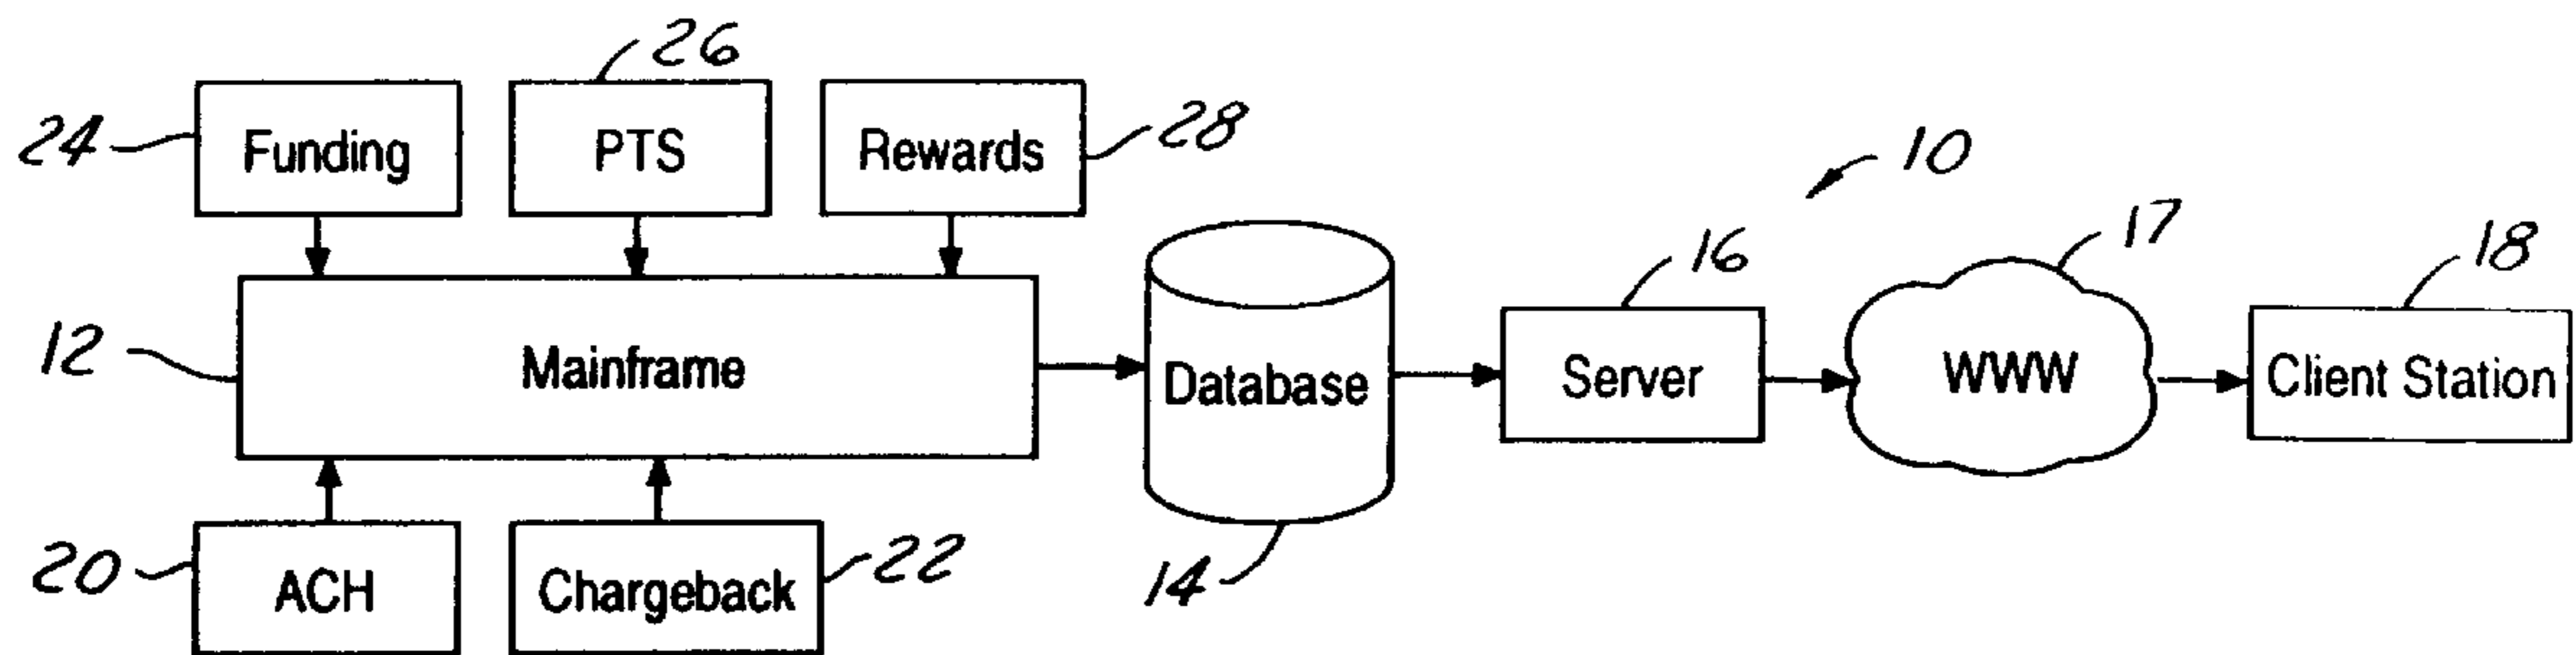 26
24 Funding PTS Rewards 28
10
17
16
18
12 Mainframe Database Server WWW Client Station
20 ACH Chargeback 22 14